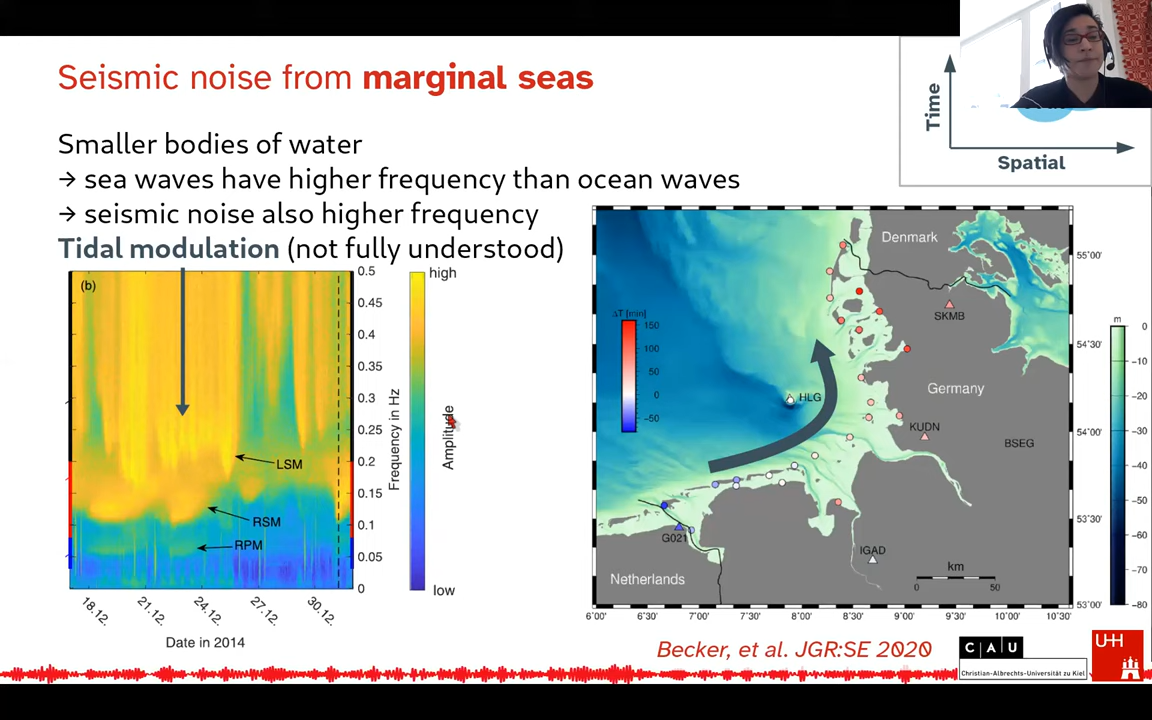 Seismic noise from marginal seas
Time
Spatial
Smaller bodies of water
→ sea waves have higher frequency than ocean waves
→ seismic noise also higher frequency
Tidal modulation (not fully understood)
(b)
0.5
0.45
0.4
0.35
0.3
0.25
0.2
0.15
0.1
0.05
0
Frequency in Hz
LSM
RSM
RPM
18.12.
21.12.
24.12.
27.12.
30.12.
Date in 2014
high
low
Amplitude
ΔT [min]
150
100
50
0
−50
Denmark
SKMB
HLG
Germany
KUDN
BSEG
G021
IGAD
Netherlands
km
0
50
55°00'
54°30'
54°00'
53°30'
53°00'
6°00'
6°30'
7°00'
7°30'
8°00'
8°30'
9°00'
9°30'
10°00'
10°30'
m
0
−10
−20
−30
−40
−50
−60
−70
−80
Becker, et al. JGR:SE 2020
C A U
Christian-Albrechts-Universität zu Kiel
UH